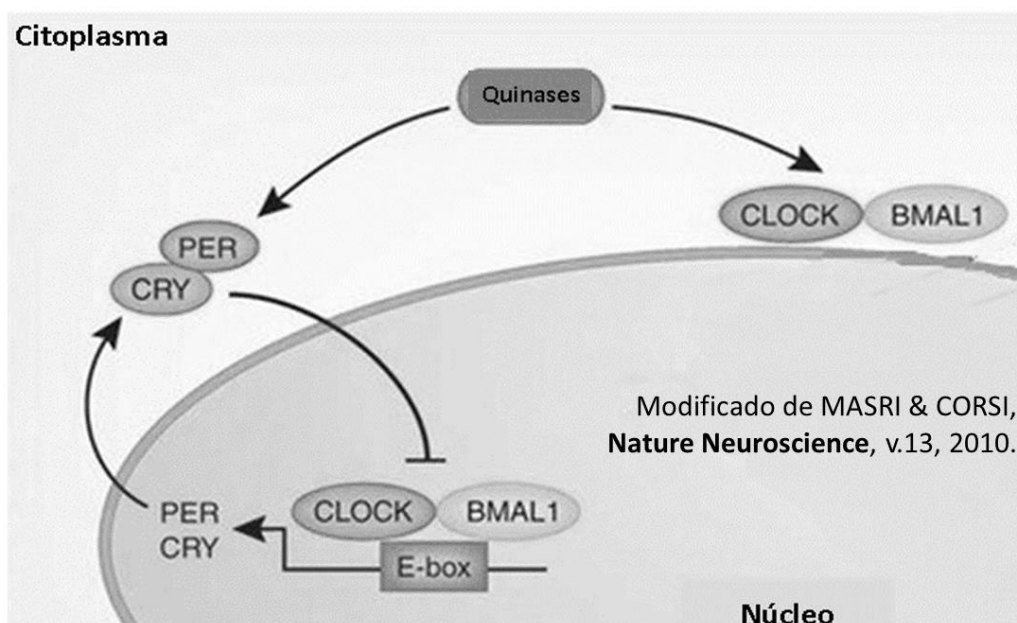 Citoplasma
Quinases
CLOCK BMAL1
PER
CRY
Modificado de MASRI & CORSI,
Nature Neuroscience, v.13, 2010.
PER
CRY
CLOCK BMAL1
E-box
Núcleo